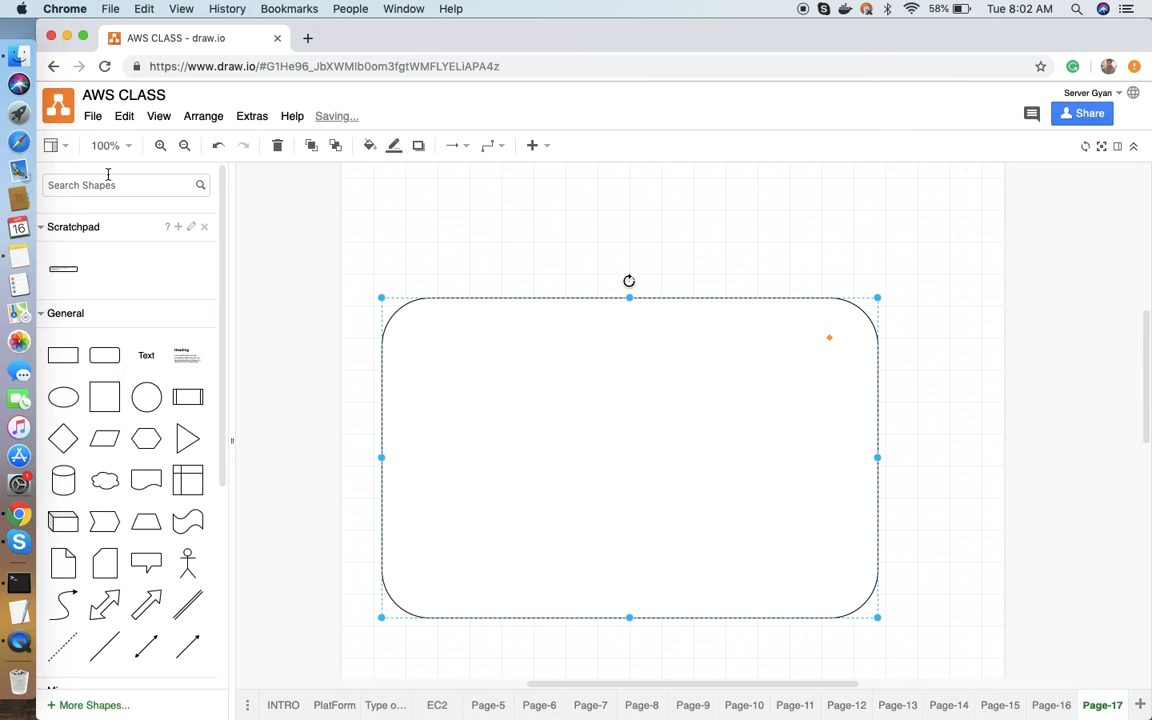 Chrome File Edit View History Bookmarks People Window Help 58% Tue 8:02 AM
AWS CLASS - draw.io
https://www.draw.io/#G1He96_JbXWMIb0om3fgtWMFLYELiAPA4z
AWS CLASS
Server Gyan
File Edit View Arrange Extras Help Saving...
Share
100%
Search Shapes
Scratchpad
?
General
Text
Heading
More Shapes...
INTRO PlatForm Type o... EC2 Page-5 Page-6 Page-7 Page-8 Page-9 Page-10 Page-11 Page-12 Page-13 Page-14 Page-15 Page-16 Page-17